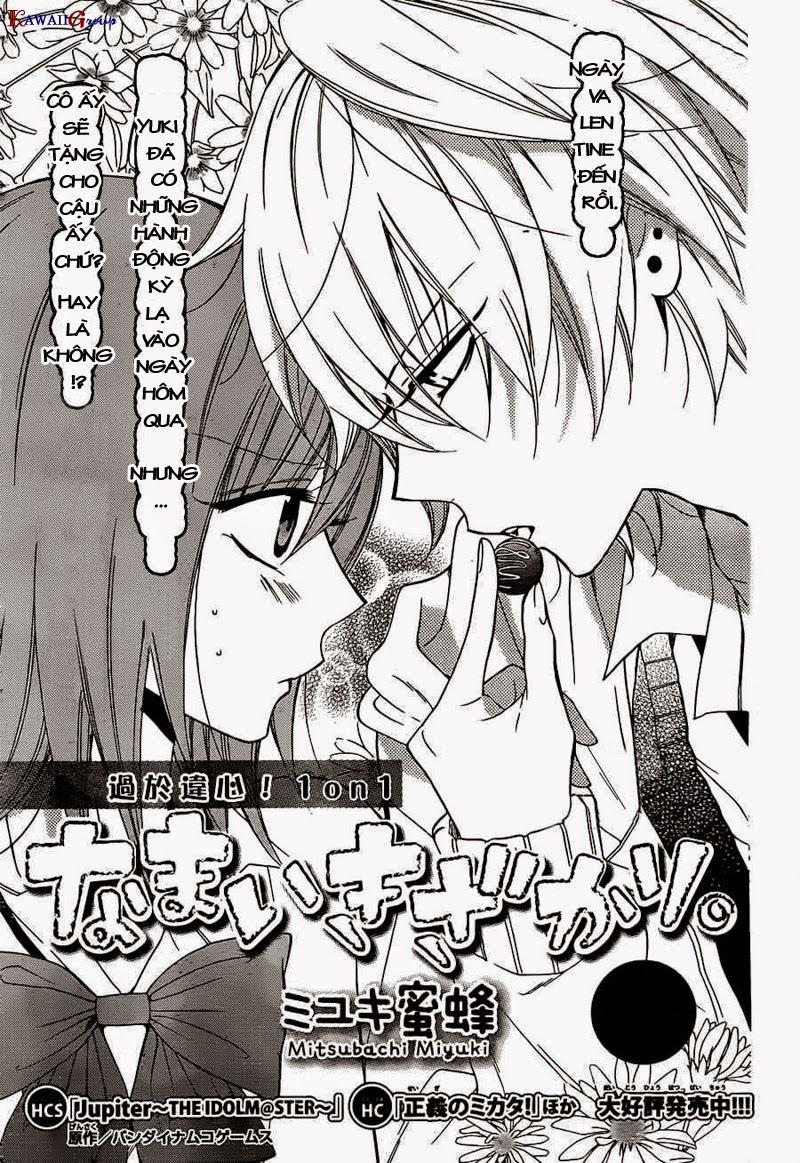 KAWAII Group
NGÀY
VA
LEN
TINE
ĐẾN
RỒI.
YUKI
ĐÃ
CÓ
NHỮNG
HÀNH
ĐỘNG
KỲ
LẠ
VÀO
NGÀY
HÔM
QUA
NHƯNG
...
CÔ ẤY
SẼ
TẶNG
CHO
CẬU
ẤY
CHỨ?
HAY
LÀ
KHÔNG
!?
過於違心！1on1
なまいきざかり。
ミユキ蜜蜂
Mitsubachi Miyuki
HCS「Jupiter～THE IDOLM@STER～」 HC「正義のミカタ!」ほか 大好評発売中!!!
原作／バンダイナムコゲームス